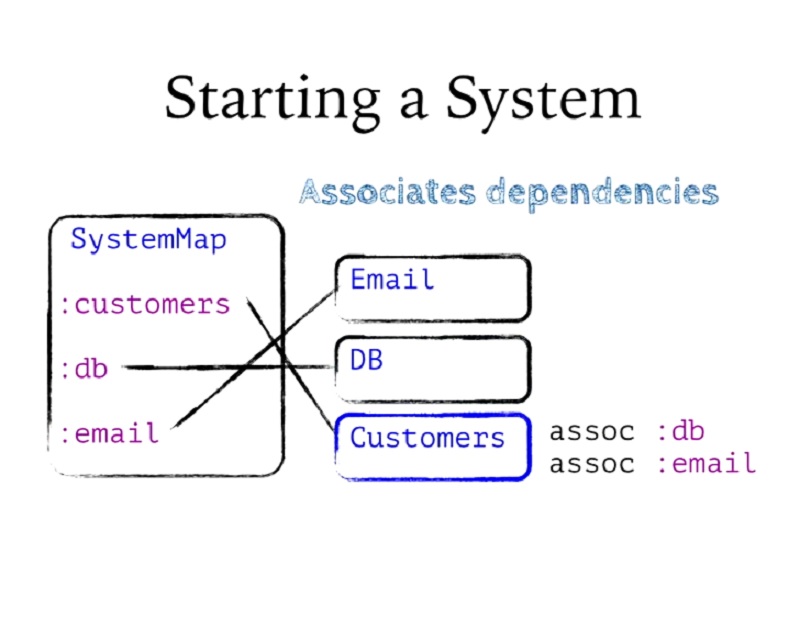 Starting a System
Associates dependencies
SystemMap
:customers
:db
:email
Email
DB
Customers
assoc :db
assoc :email